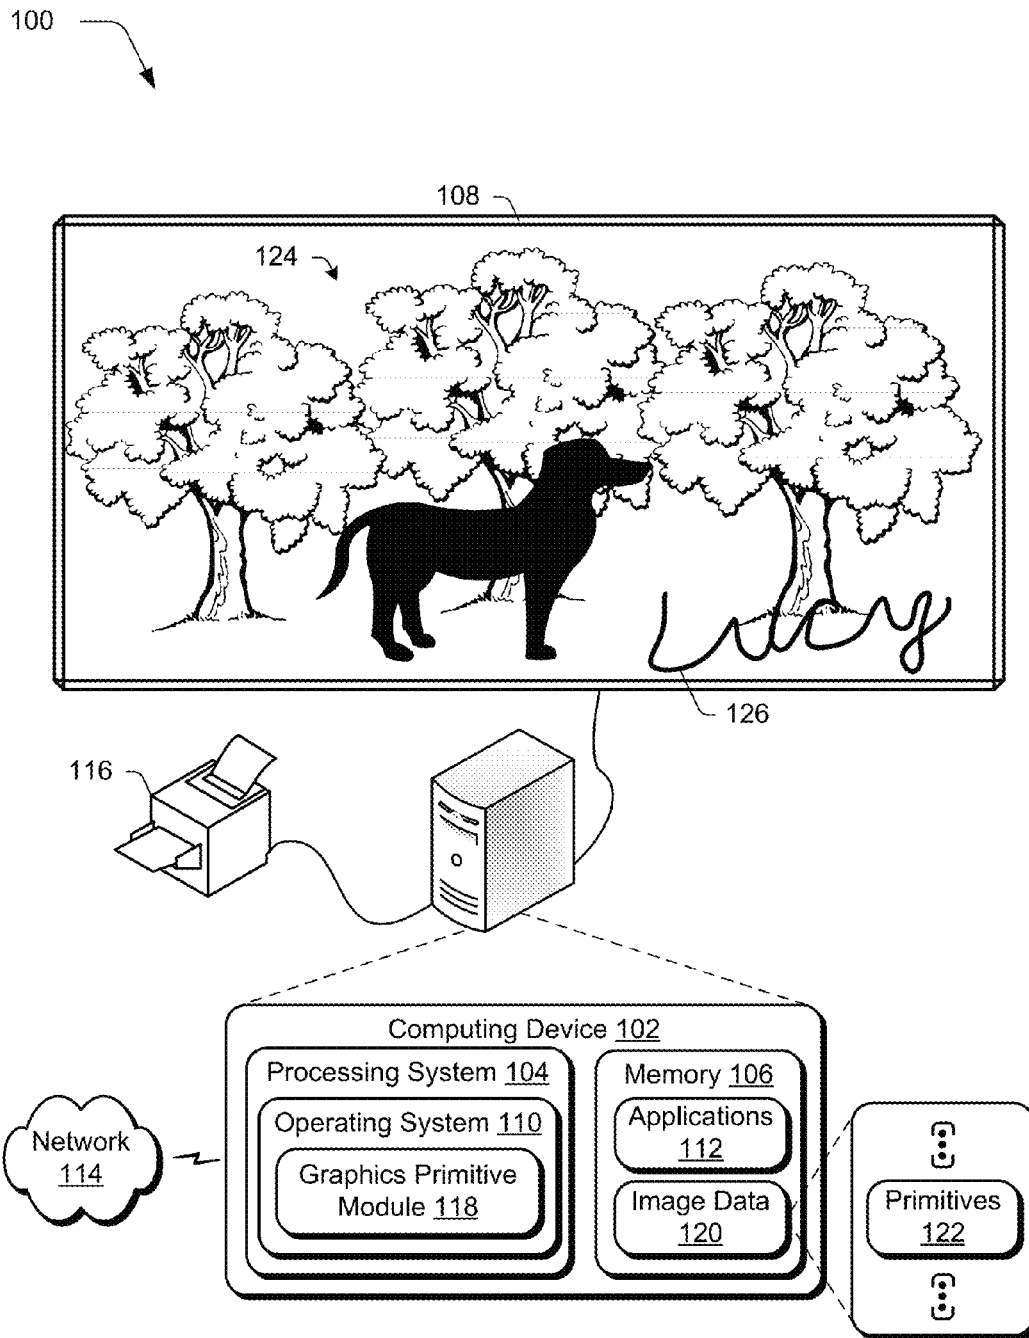 100
108
124
Lucy
126
116
Computing Device 102
Processing System 104
Memory 106
Operating System 110
Applications
112
Graphics Primitive
Module 118
Image Data
120
Network
114
Primitives
122